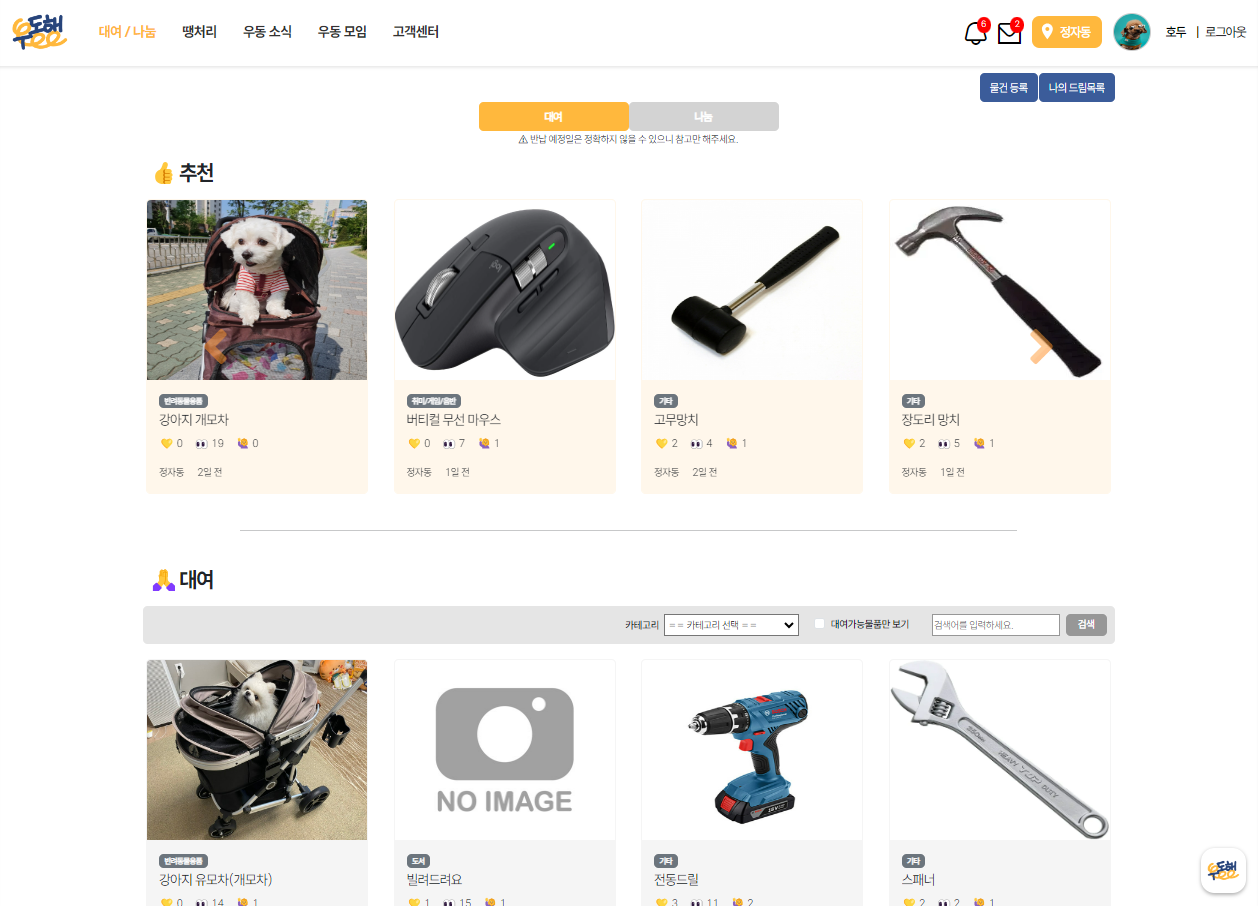 우도해
대여 / 나눔 땡처리 우동 소식 우동 모임 고객센터
6 2 정자동 호두 | 로그아웃
물건 등록 나의 드림목록
대여 나눔
⚠ 반납 예정일은 정확하지 않을 수 있으니 참고만 해주세요.
👍 추천
반려동물용품 취미/게임/음반 기타 기타
강아지 개모차 버티컬 무선 마우스 고무망치 장도리 망치
💛 0 👀 19 🙋 0 💛 0 👀 7 🙋 1 💛 2 👀 4 🙋 1 💛 2 👀 5 🙋 1
정자동 2일 전 정자동 1일 전 정자동 2일 전 정자동 1일 전
🙏 대여
카테고리 == 카테고리 선택 == 대여가능물품만 보기 검색어를 입력하세요. 검색
NO IMAGE
반려동물용품 도서 기타 기타
강아지 유모차(개모차) 빌려드려요 전동드릴 스패너
💛 0 👀 14 🙋 1 💛 1 👀 15 🙋 1 💛 3 👀 11 🙋 2 💛 2 👀 2 🙋 1
우도해